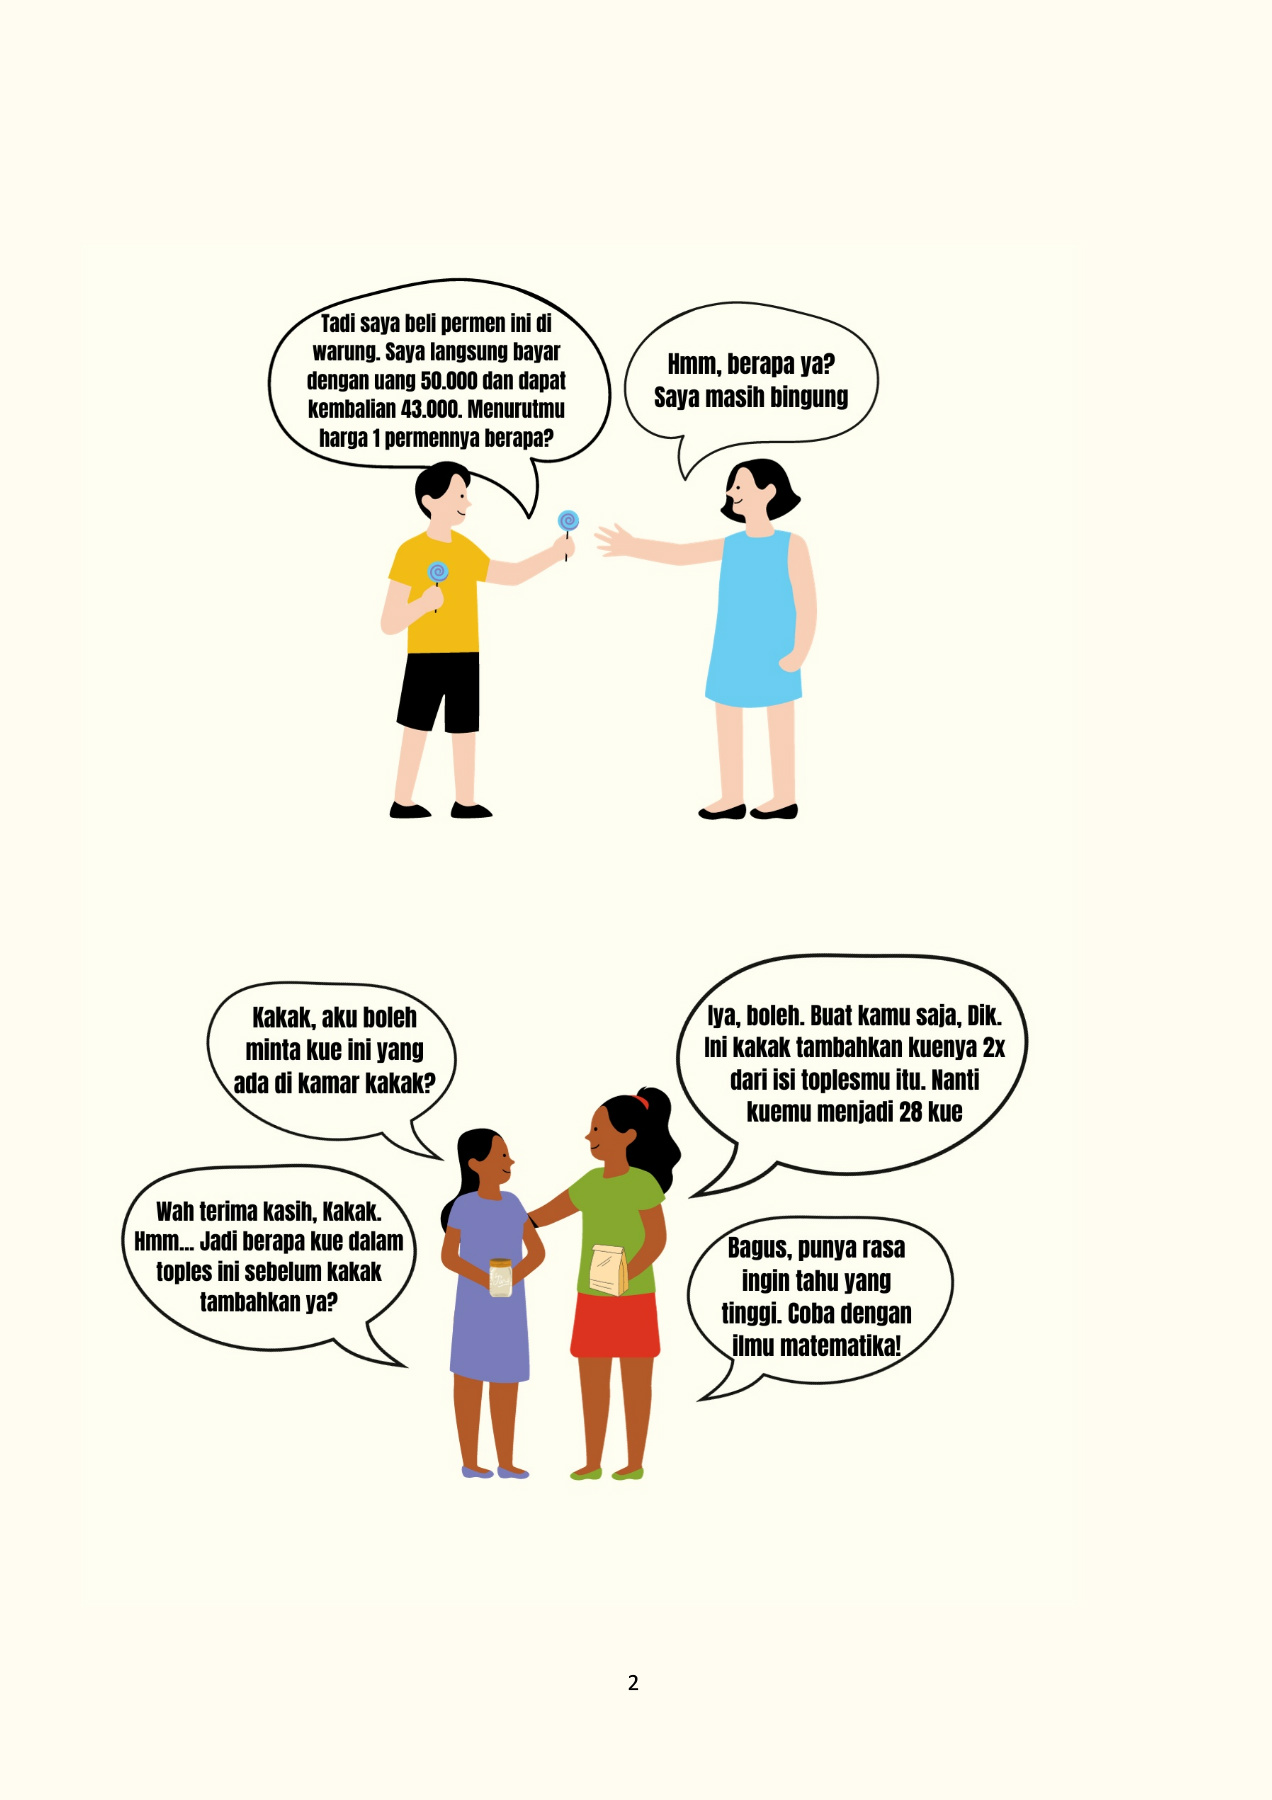 Tadi saya beli permen ini di
warung. Saya langsung bayar
dengan uang 50.000 dan dapat
kembalian 43.000. Menurutmu
harga 1 permennya berapa?
Hmm, berapa ya?
Saya masih bingung
Kakak, aku boleh
minta kue ini yang
ada di kamar kakak?
Iya, boleh. Buat kamu saja, Dik.
Ini kakak tambahkan kuenya 2x
dari isi toplesmu itu. Nanti
kuemu menjadi 28 kue
Wah terima kasih, Kakak.
Hmm... Jadi berapa kue dalam
toples ini sebelum kakak
tambahkan ya?
Bagus, punya rasa
ingin tahu yang
tinggi. Coba dengan
ilmu matematika!
2